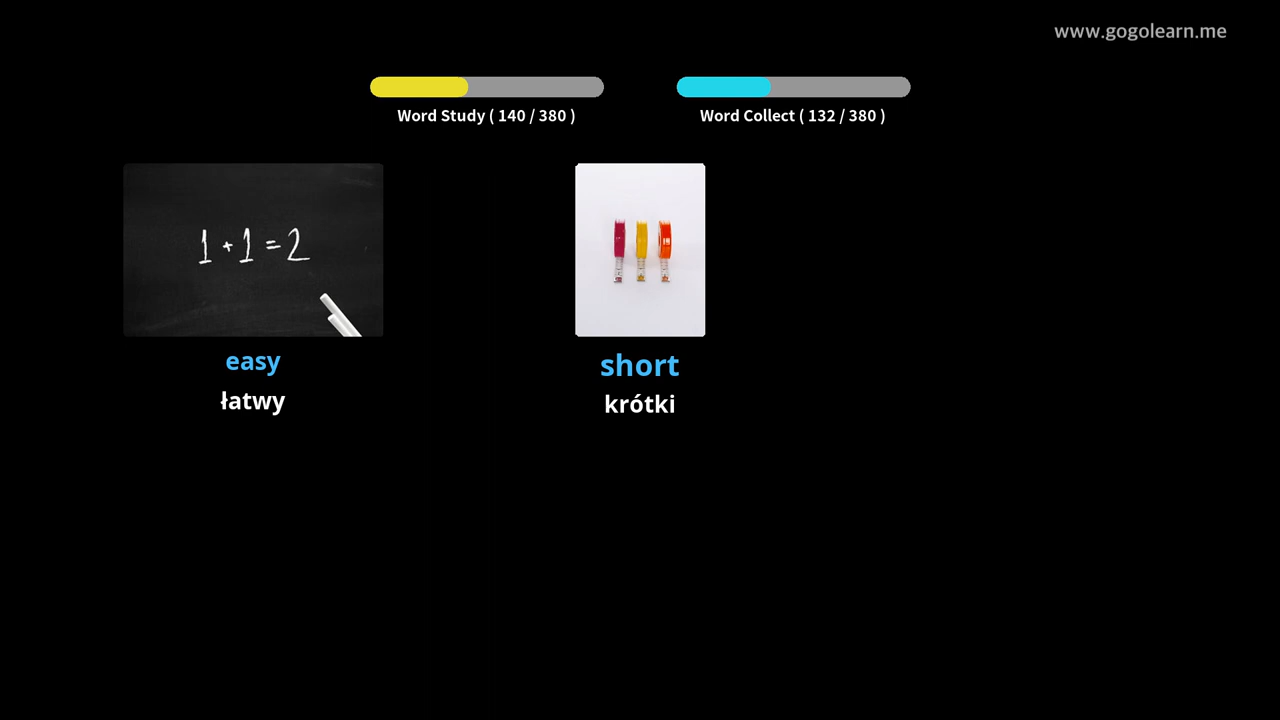 www.gogolearn.me
Word Study ( 140 / 380 )
Word Collect ( 132 / 380 )
1 + 1 = 2
easy
łatwy
short
krótki